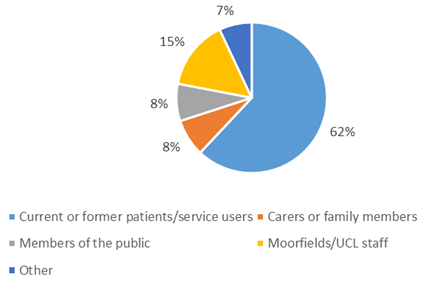 7%
15%
8%
8%
62%
Current or former patients/service users Carers or family members
Members of the public Moorfields/UCL staff
Other